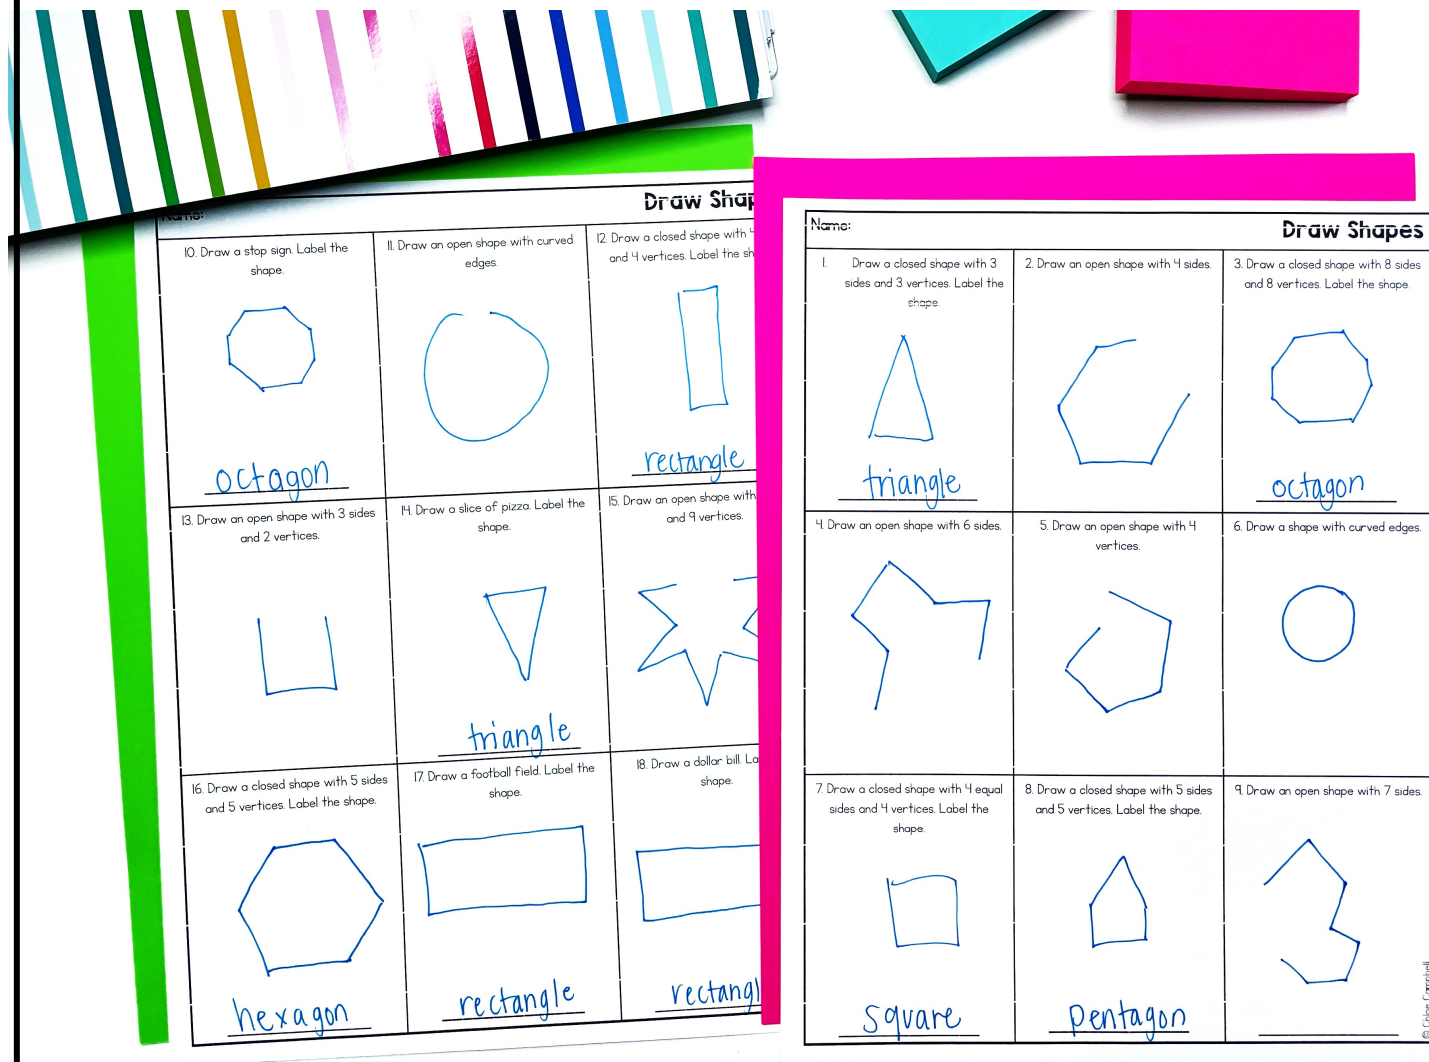 Name:
Draw Shap
10. Draw a stop sign. Label the
shape.
octagon
11. Draw an open shape with curved
edges.
12. Draw a closed shape with 4
and 4 vertices. Label the sh
rectangle
13. Draw an open shape with 3 sides
and 2 vertices.
14. Draw a slice of pizza. Label the
shape.
triangle
15. Draw an open shape with
and 9 vertices.
16. Draw a closed shape with 5 sides
and 5 vertices. Label the shape.
hexagon
17. Draw a football field. Label the
shape.
rectangle
18. Draw a dollar bill. La
shape.
rectangl
Name:
Draw Shapes
1. Draw a closed shape with 3
sides and 3 vertices. Label the
shape.
triangle
2. Draw an open shape with 4 sides.
3. Draw a closed shape with 8 sides
and 8 vertices. Label the shape.
octagon
4. Draw an open shape with 6 sides.
5. Draw an open shape with 4
vertices.
6. Draw a shape with curved edges.
7. Draw a closed shape with 4 equal
sides and 4 vertices. Label the
shape.
square
8. Draw a closed shape with 5 sides
and 5 vertices. Label the shape.
pentagon
9. Draw an open shape with 7 sides.
© Chloe Campbell